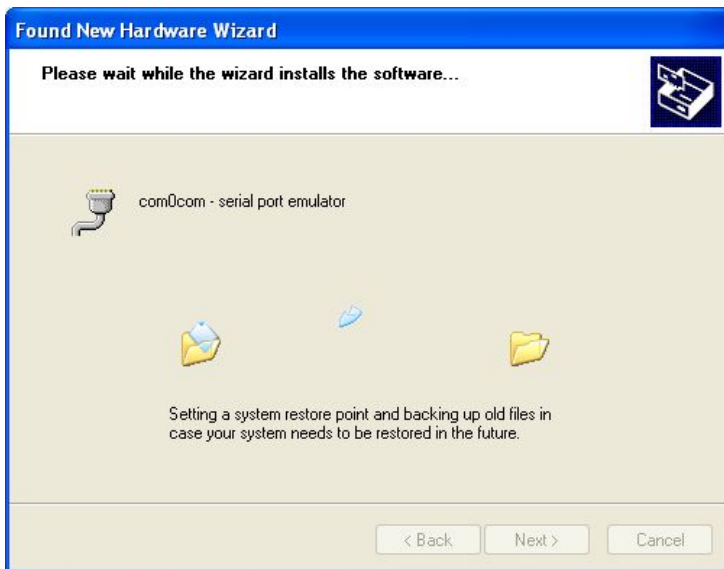 Found New Hardware Wizard
Please wait while the wizard installs the software...
com0com - serial port emulator
Setting a system restore point and backing up old files in
case your system needs to be restored in the future.
< Back
Next >
Cancel